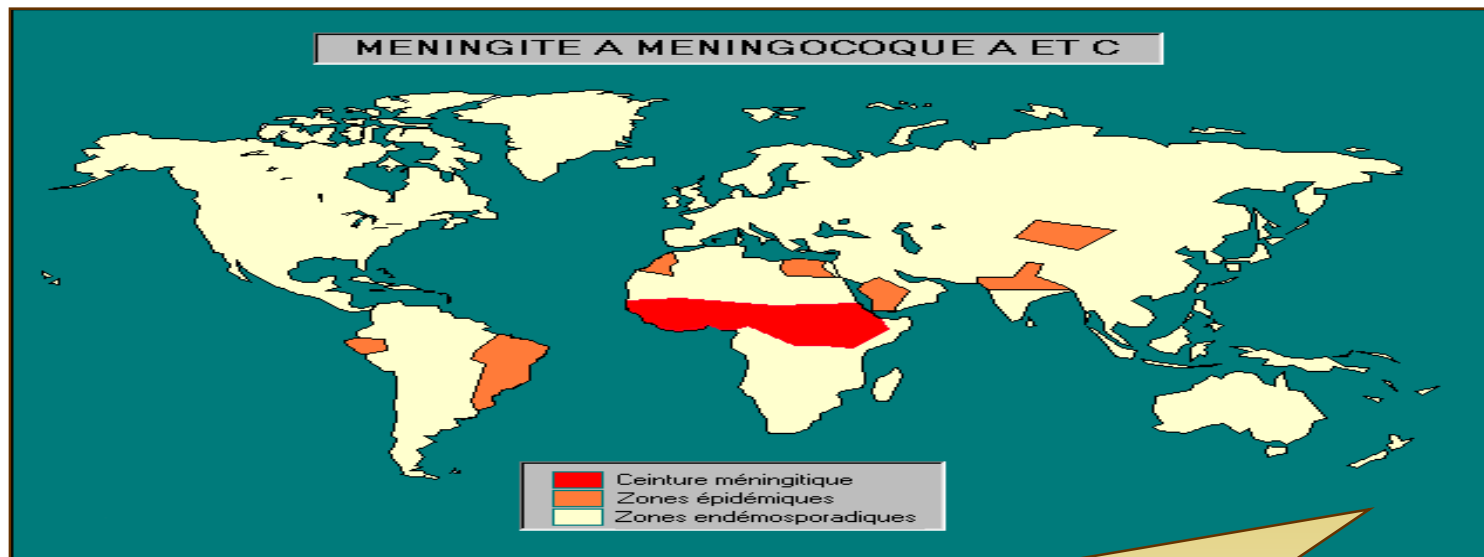 MENINGITE A MENINGOCOQUE A ET C
Ceinture méningitique
Zones épidémiques
Zones endémosporadiques